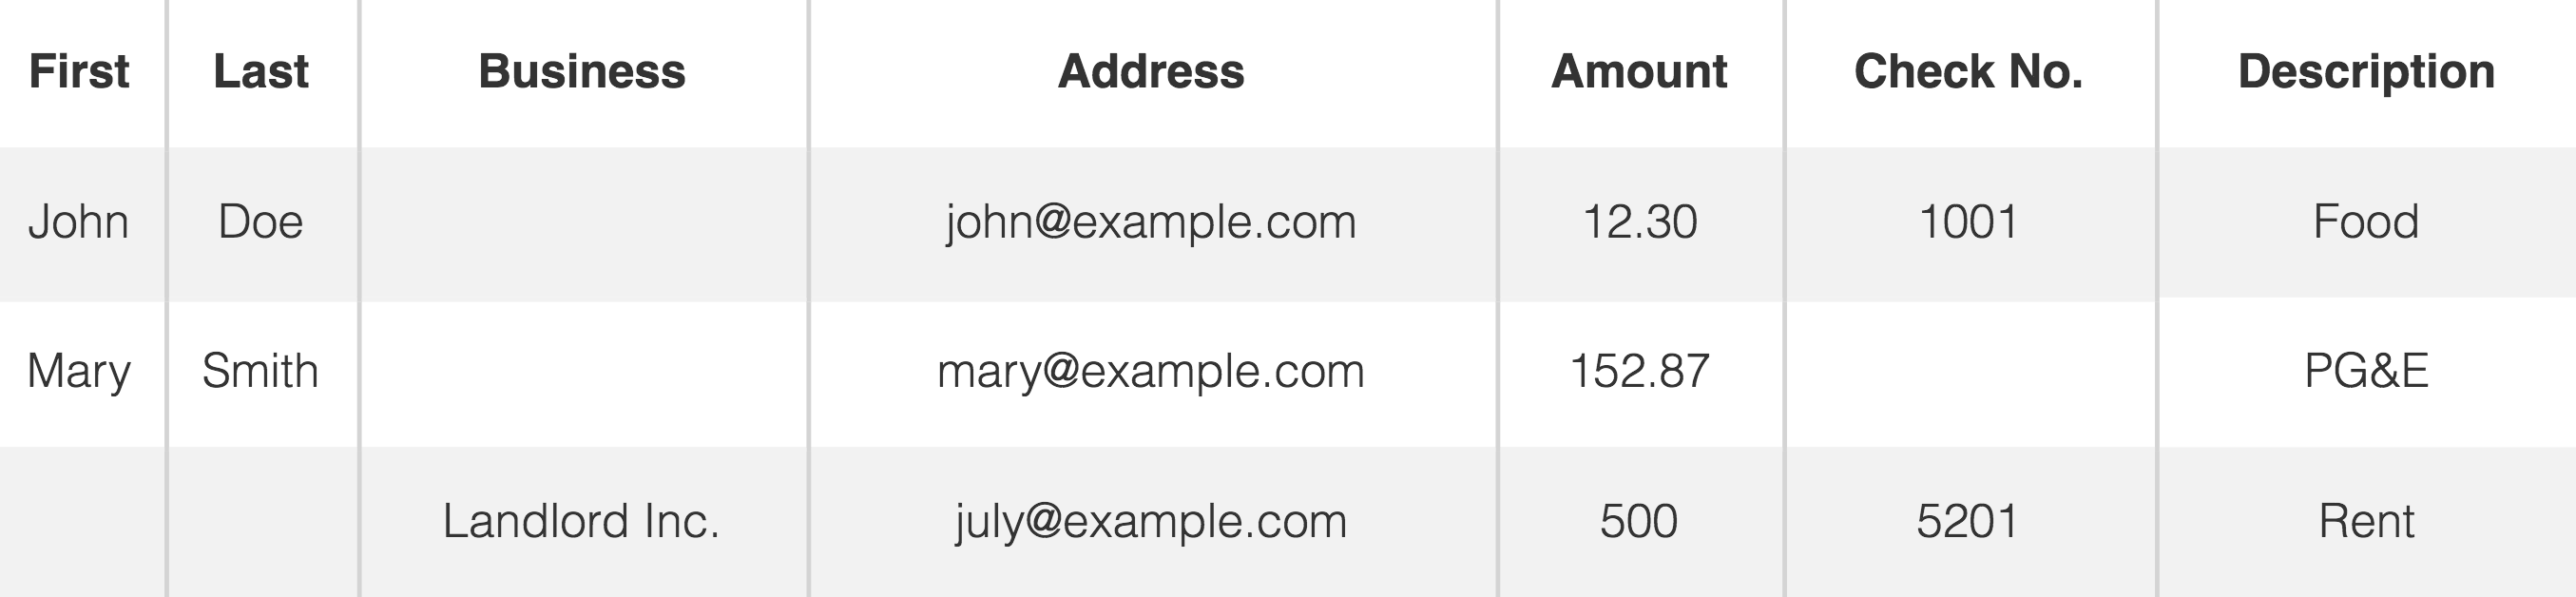 First Last Business Address Amount Check No. Description
John Doe john@example.com 12.30 1001 Food
Mary Smith mary@example.com 152.87 PG&E
Landlord Inc. july@example.com 500 5201 Rent